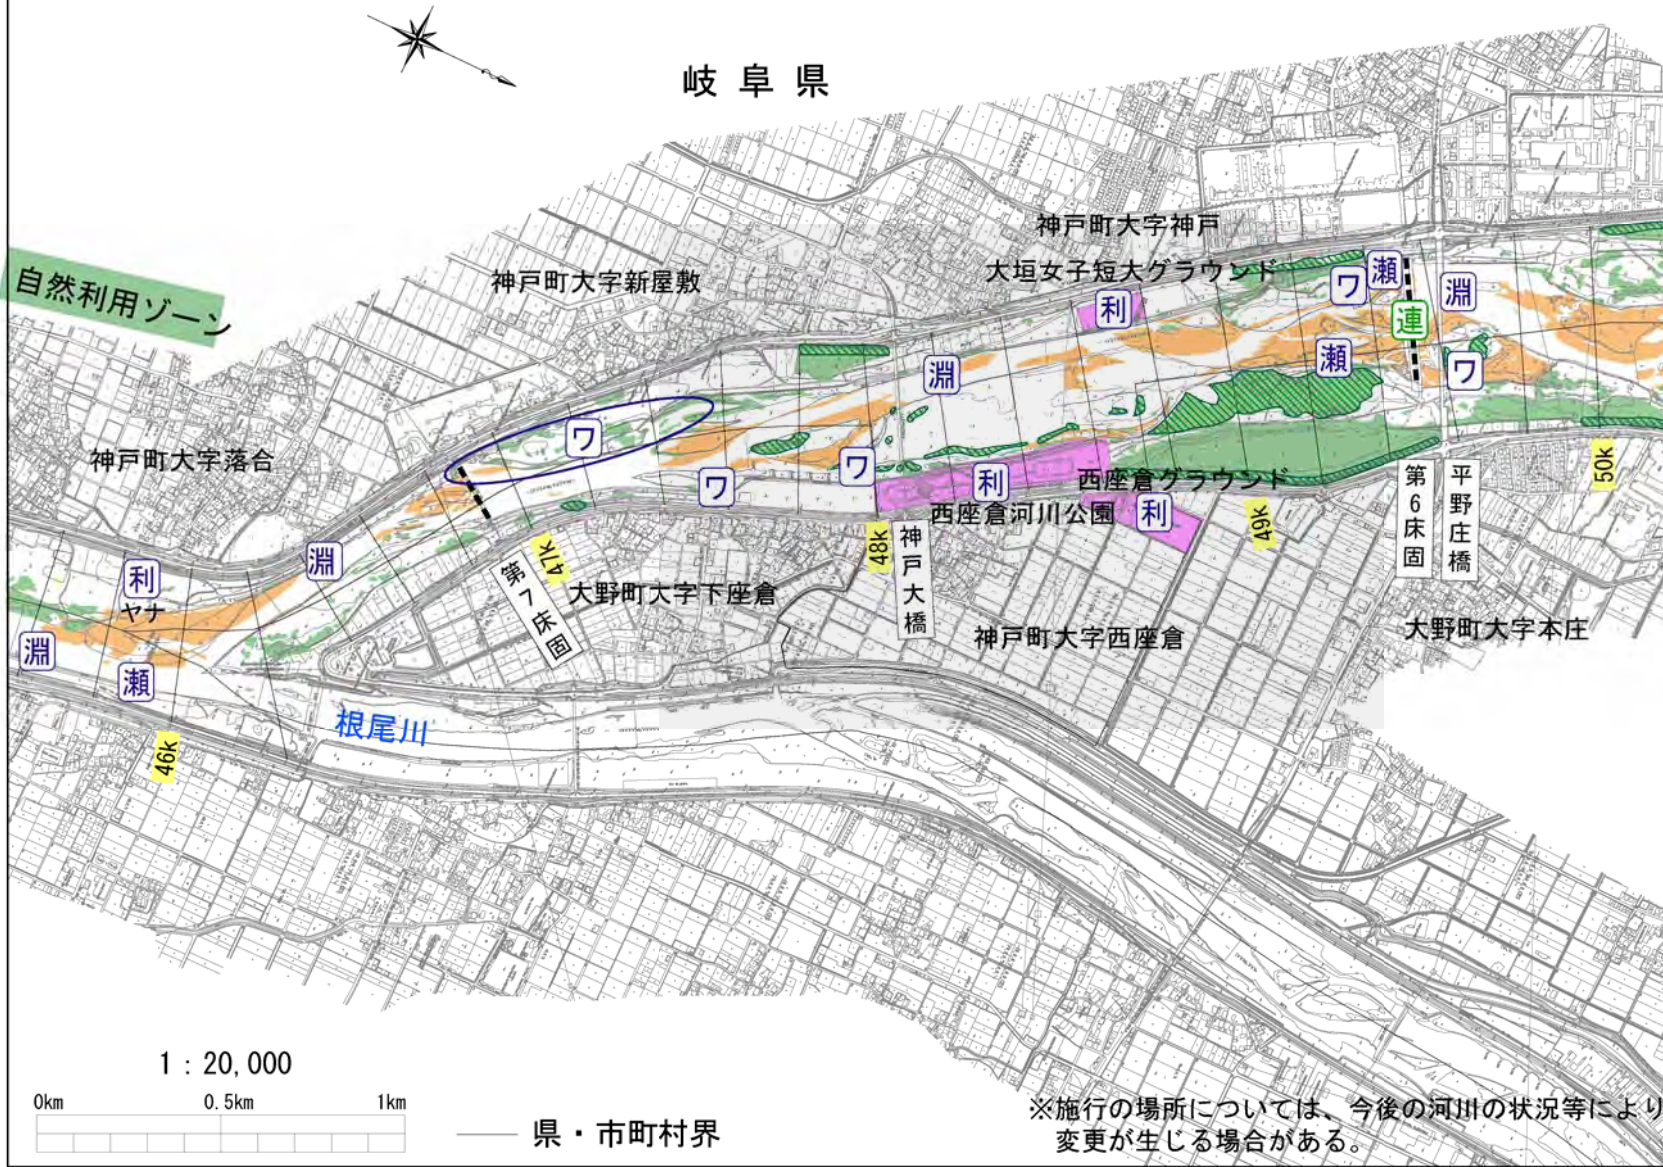 岐阜県
神戸町大字神戸
大垣女子短大グラウンド
瀬
ワ
淵
自然利用ゾーン
神戸町大字新屋敷
利
連
淵
瀬
ワ
神戸町大字落合
ワ
ワ
ワ
利
西座倉グラウンド
西座倉河川公園
利
50k
49k
48k
47k
第6床固
平野庄橋
神戸大橋
第7床固
淵
利
ヤナ
大野町大字下座倉
神戸町大字西座倉
大野町大字本庄
淵
瀬
根尾川
46k
1：20,000
0km 0.5km 1km
県・市町村界
※施行の場所については、今後の河川の状況等により
変更が生じる場合がある。